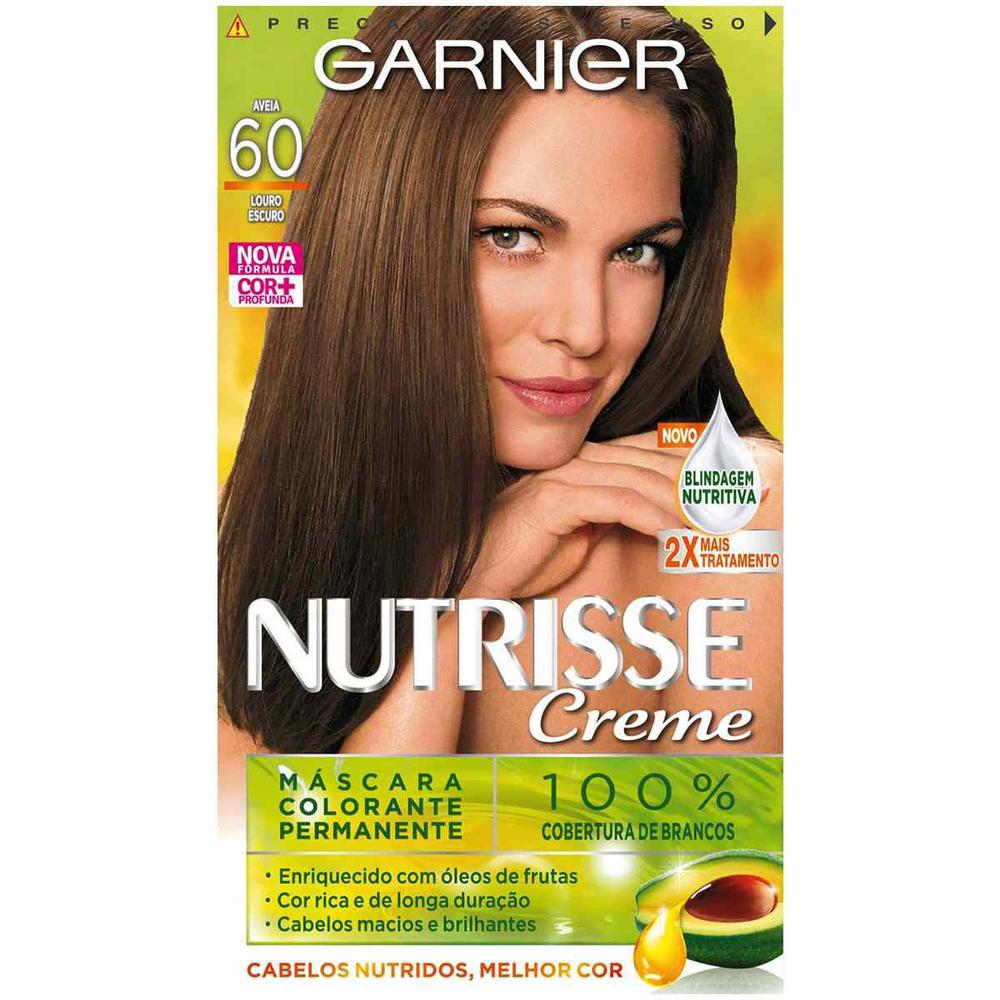 PRECAUÇÕES DE USO
GARNIER
AVEIA
60
LOURO
ESCURO
NOVA
FÓRMULA
COR+
PROFUNDA
NOVO
BLINDAGEM
NUTRITIVA
2X MAIS
TRATAMENTO
NUTRISSE
Creme
MÁSCARA
COLORANTE
PERMANENTE
100%
COBERTURA DE BRANCOS
• Enriquecido com óleos de frutas
• Cor rica e de longa duração
• Cabelos macios e brilhantes
CABELOS NUTRIDOS, MELHOR COR